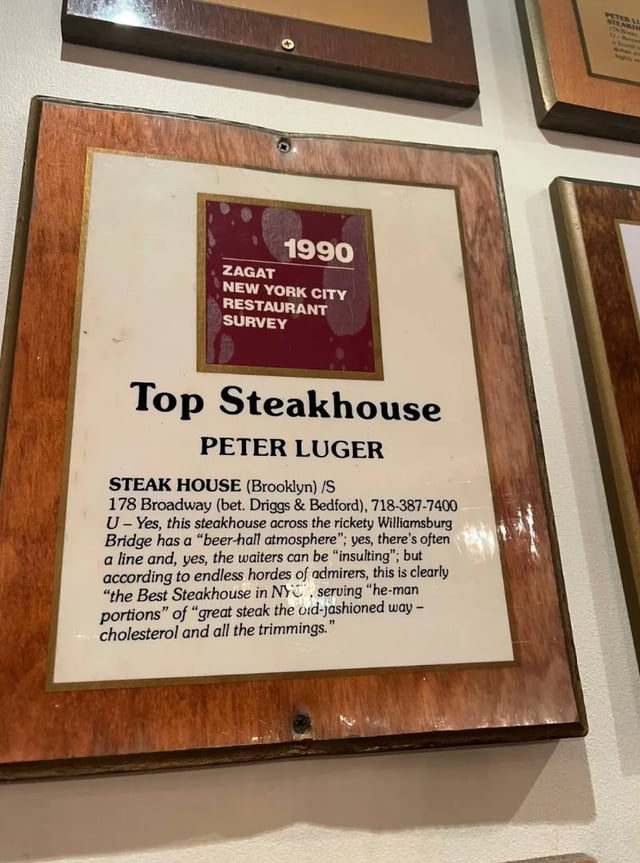 1990
ZAGAT
NEW YORK CITY
RESTAURANT
SURVEY
Top Steakhouse
PETER LUGER
STEAK HOUSE (Brooklyn) /S
178 Broadway (bet. Driggs & Bedford), 718-387-7400
U – Yes, this steakhouse across the rickety Williamsburg
Bridge has a “beer-hall atmosphere”; yes, there’s often
a line and, yes, the waiters can be “insulting”; but
according to endless hordes of admirers, this is clearly
“the Best Steakhouse in NYC”, serving “he-man
portions” of “great steak the old-fashioned way –
cholesterol and all the trimmings.”
PETER LU
STEAKH